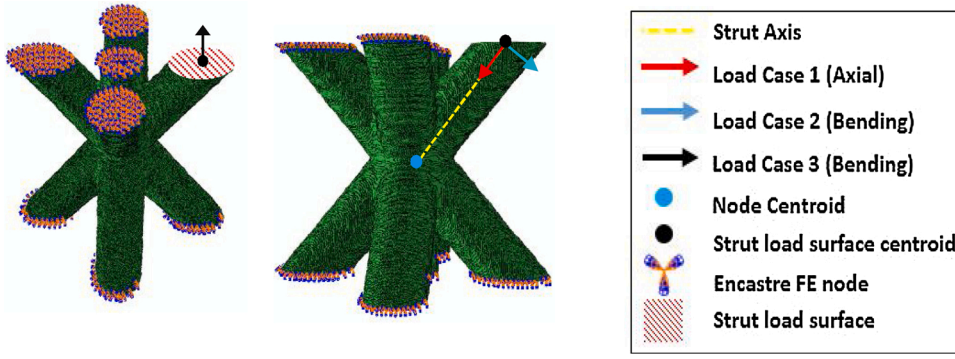 Strut Axis
Load Case 1 (Axial)
Load Case 2 (Bending)
Load Case 3 (Bending)
Node Centroid
Strut load surface centroid
Encastre FE node
Strut load surface